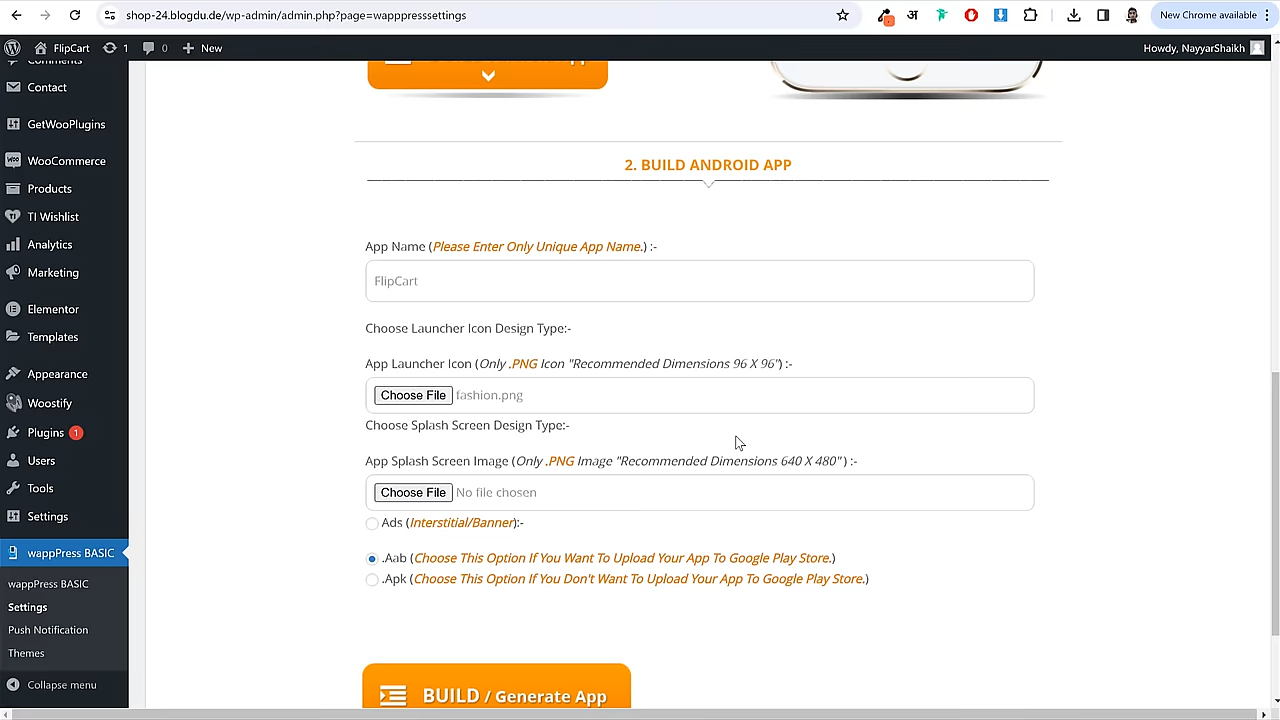 shop-24.blogdu.de/wp-admin/admin.php?page=wapppresssettings
अ
New Chrome available
FlipCart
1
0
New
Howdy, NayyarShaikh
Comments
Contact
GetWooPlugins
WooCommerce
Products
TI Wishlist
Analytics
Marketing
Elementor
Templates
Appearance
Woostify
Plugins 1
Users
Tools
Settings
wappPress BASIC
wappPress BASIC
Settings
Push Notification
Themes
Collapse menu
2. BUILD ANDROID APP
App Name (Please Enter Only Unique App Name.) :-
FlipCart
Choose Launcher Icon Design Type:-
App Launcher Icon (Only .PNG Icon "Recommended Dimensions 96 X 96") :-
Choose File fashion.png
Choose Splash Screen Design Type:-
App Splash Screen Image (Only .PNG Image "Recommended Dimensions 640 X 480" ) :-
Choose File No file chosen
Ads (Interstitial/Banner):-
.Aab (Choose This Option If You Want To Upload Your App To Google Play Store.)
.Apk (Choose This Option If You Don't Want To Upload Your App To Google Play Store.)
BUILD / Generate App